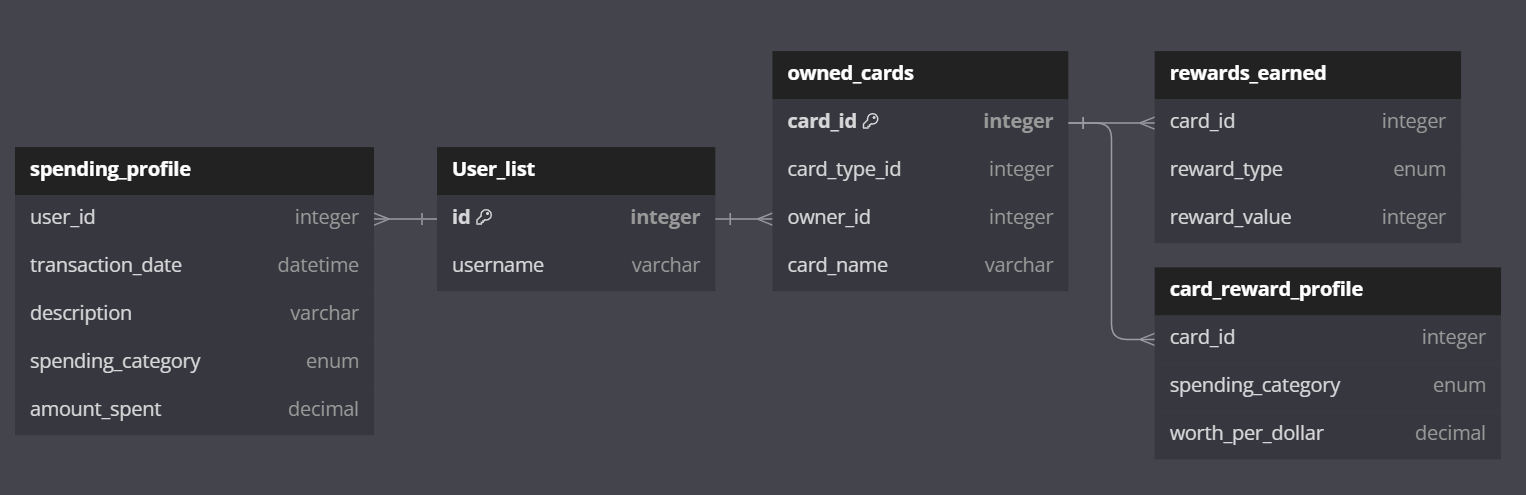 spending_profile
user_id integer
transaction_date datetime
description varchar
spending_category enum
amount_spent decimal
User_list
id integer
username varchar
owned_cards
card_id integer
card_type_id integer
owner_id integer
card_name varchar
rewards_earned
card_id integer
reward_type enum
reward_value integer
card_reward_profile
card_id integer
spending_category enum
worth_per_dollar decimal